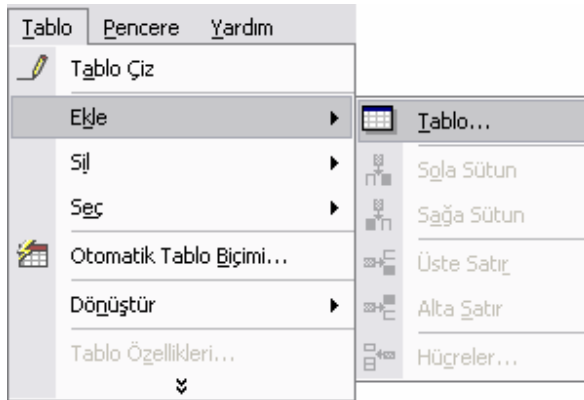 Tablo Pencere Yardım
Tablo Çiz
Ekle
Sil
Seç
Otomatik Tablo Biçimi...
Dönüştür
Tablo Özellikleri...
Tablo...
Sola Sütun
Sağa Sütun
Üste Satır
Alta Satır
Hücreler...